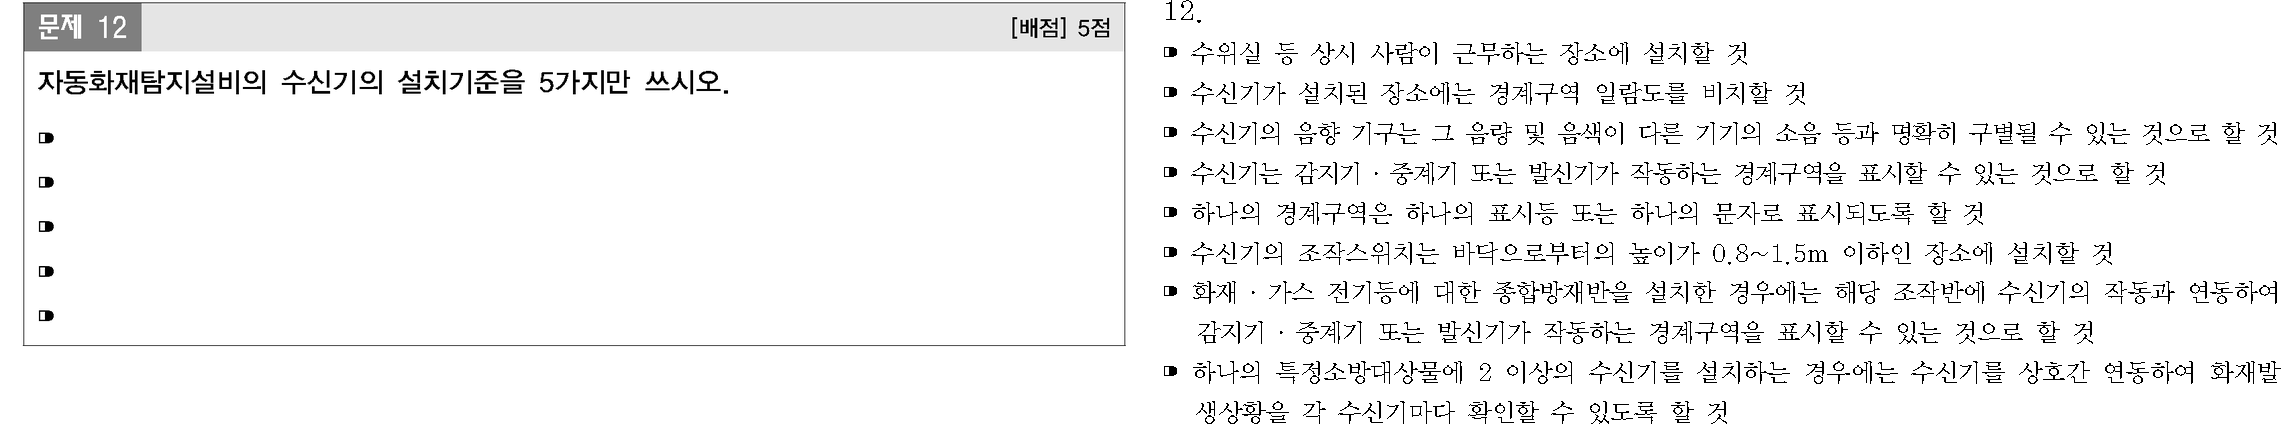 문제 12
[배점] 5점
자동화재탐지설비의 수신기의 설치기준을 5가지만 쓰시오.
12.
수위실 등 상시 사람이 근무하는 장소에 설치할 것
수신기가 설치된 장소에는 경계구역 일람도를 비치할 것
수신기의 음향 기구는 그 음량 및 음색이 다른 기기의 소음 등과 명확히 구별될 수 있는 것으로 할 것
수신기는 감지기 · 중계기 또는 발신기가 작동하는 경계구역을 표시할 수 있는 것으로 할 것
하나의 경계구역은 하나의 표시등 또는 하나의 문자로 표시되도록 할 것
수신기의 조작스위치는 바닥으로부터의 높이가 0.8~1.5m 이하인 장소에 설치할 것
화재 · 가스 전기등에 대한 종합방재반을 설치한 경우에는 해당 조작반에 수신기의 작동과 연동하여
감지기 · 중계기 또는 발신기가 작동하는 경계구역을 표시할 수 있는 것으로 할 것
하나의 특정소방대상물에 2 이상의 수신기를 설치하는 경우에는 수신기를 상호간 연동하여 화재발
생상황을 각 수신기마다 확인할 수 있도록 할 것